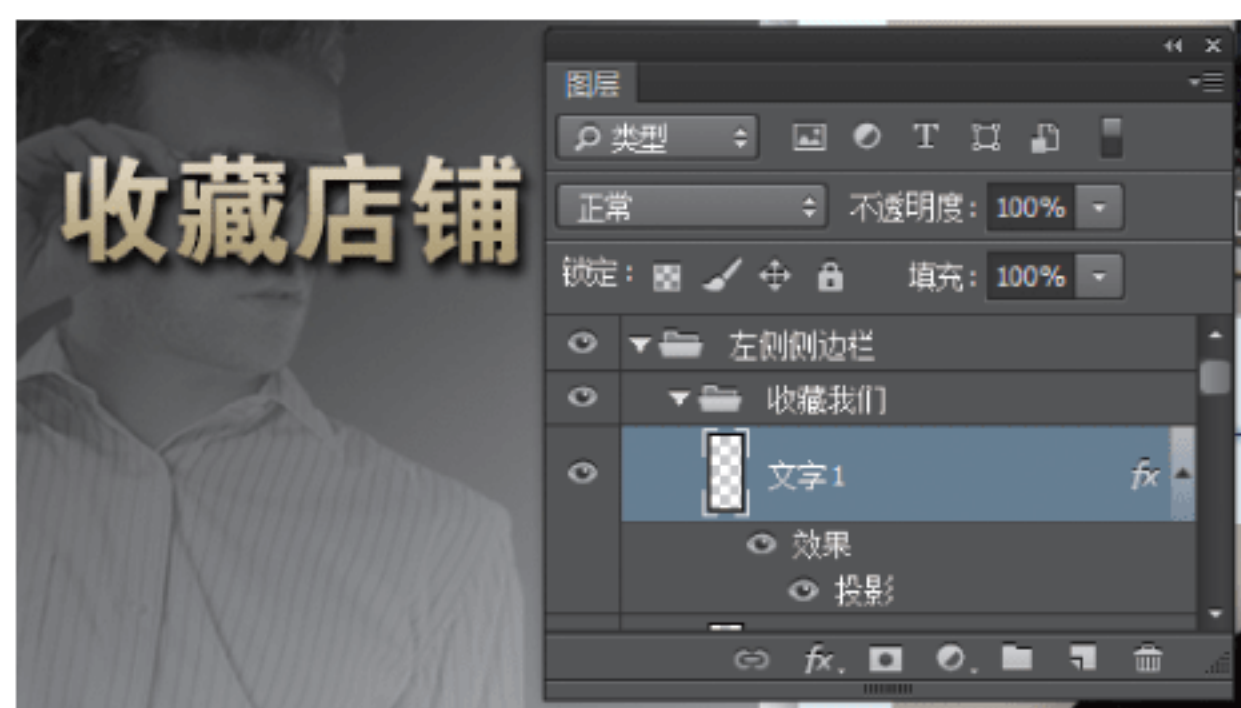 收藏店铺
图层
类型
T
正常
不透明度: 100%
锁定:
填充: 100%
左侧侧边栏
收藏我们
文字1
fx
效果
投影
fx.